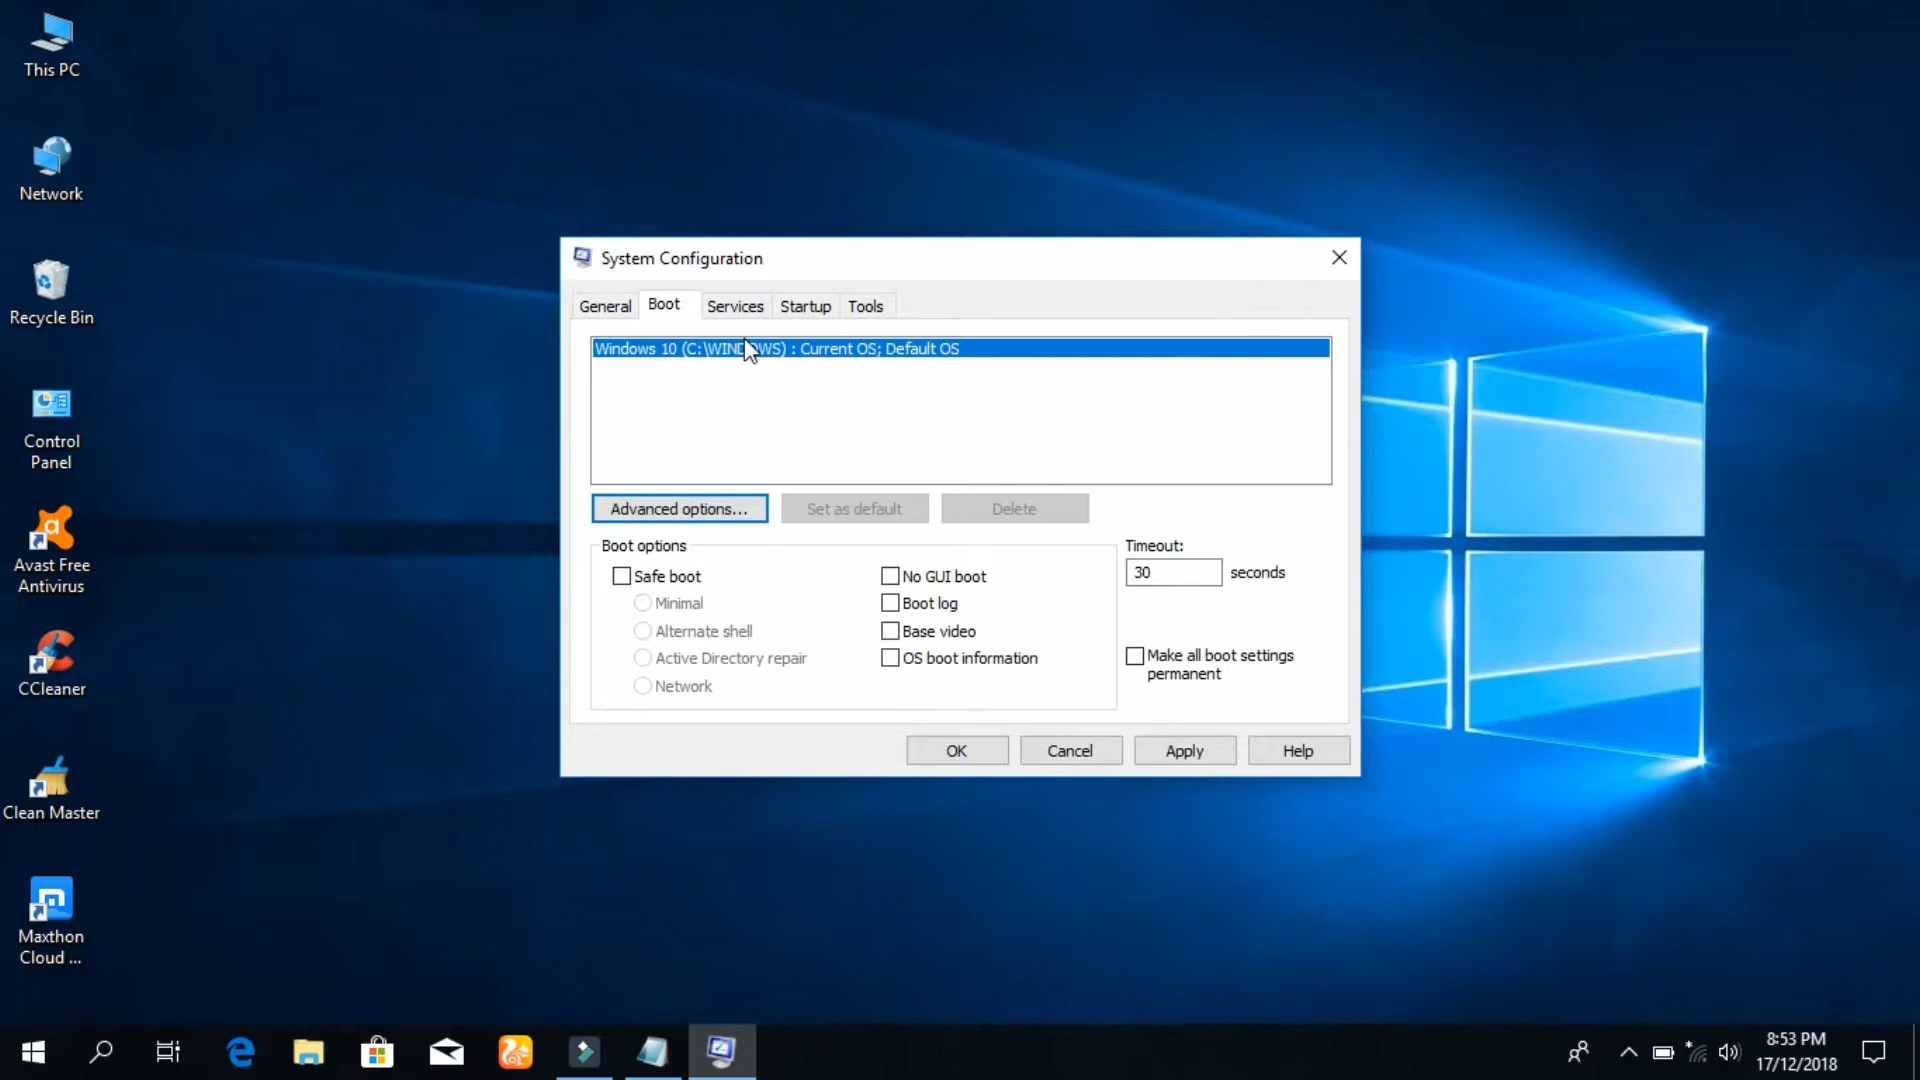 This PC
Network
Recycle Bin
Control
Panel
Avast Free
Antivirus
CCleaner
Clean Master
Maxthon
Cloud ...
System Configuration
General
Boot
Services
Startup
Tools
Windows 10 (C:\WINDOWS) : Current OS; Default OS
Advanced options...
Set as default
Delete
Boot options
Safe boot
Minimal
Alternate shell
Active Directory repair
Network
No GUI boot
Boot log
Base video
OS boot information
Timeout:
30 seconds
Make all boot settings
permanent
OK
Cancel
Apply
Help
8:53 PM
17/12/2018